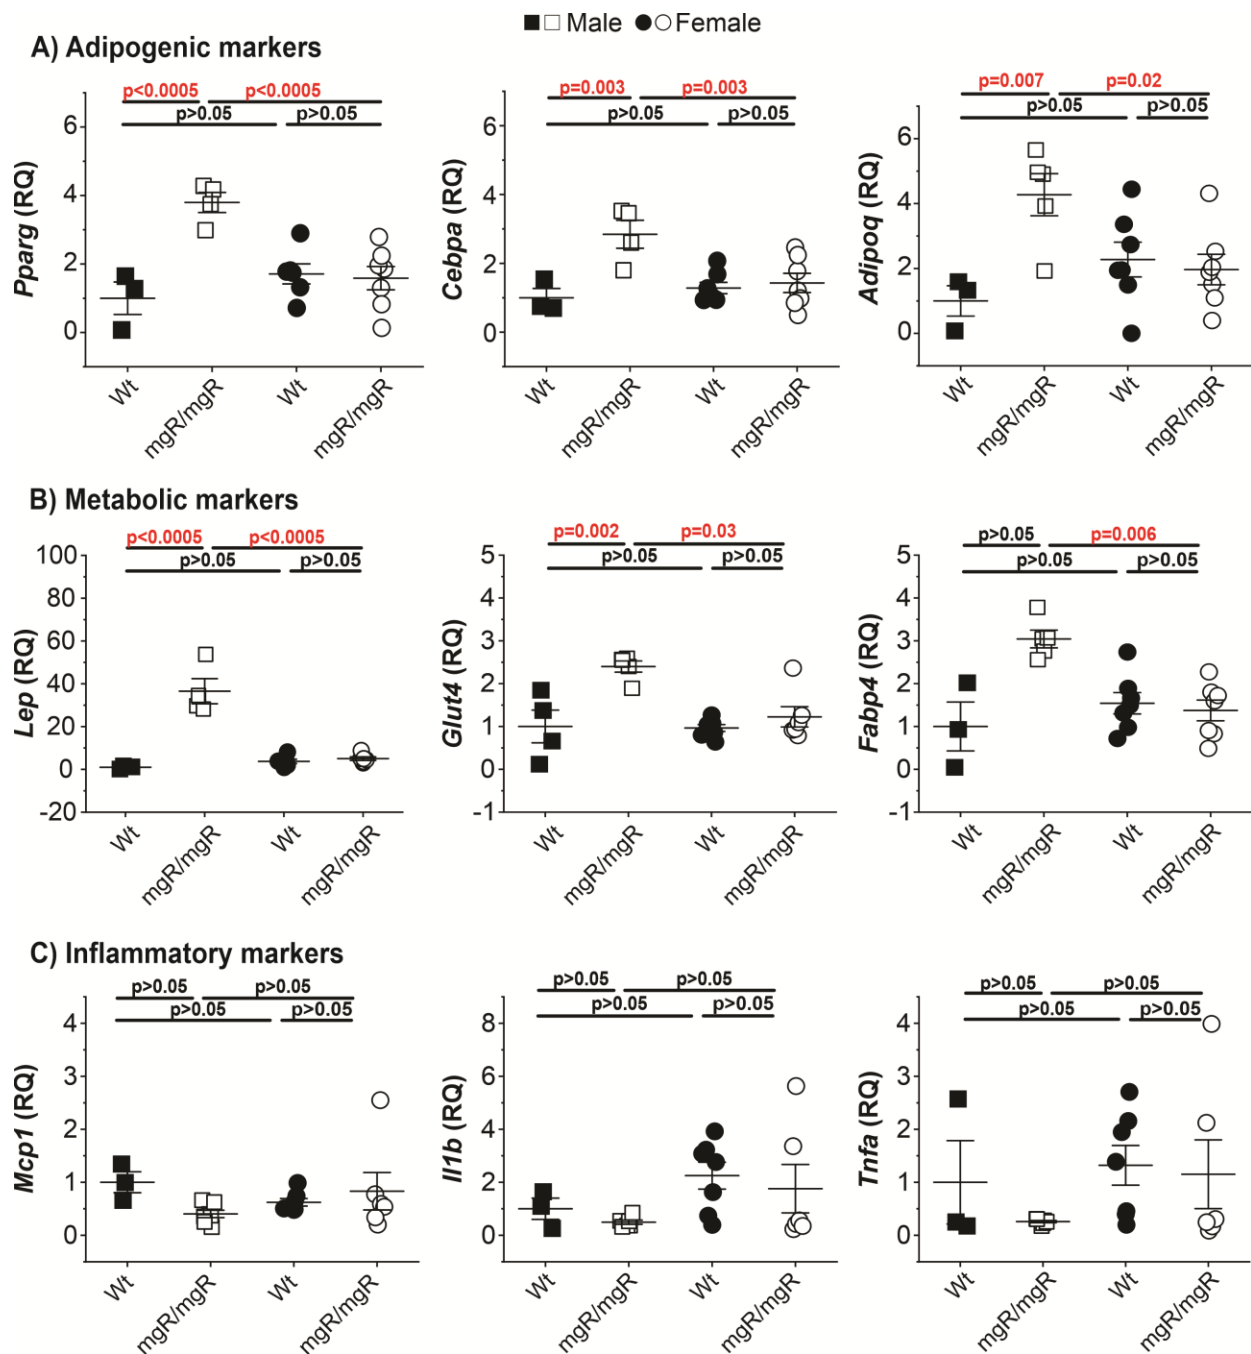 Male Female
A) Adipogenic markers
p<0.0005 p<0.0005
p>0.05 p>0.05
6
4
2
0
Pparg (RQ)
Wt
mgR/mgR
Wt
mgR/mgR
p=0.003 p=0.003
p>0.05 p>0.05
6
4
2
0
Cebpa (RQ)
Wt
mgR/mgR
Wt
mgR/mgR
p=0.007 p=0.02
p>0.05 p>0.05
6
4
2
0
Adipoq (RQ)
Wt
mgR/mgR
Wt
mgR/mgR
B) Metabolic markers
p<0.0005 p<0.0005
p>0.05 p>0.05
100
80
60
40
20
0
-20
Lep (RQ)
Wt
mgR/mgR
Wt
mgR/mgR
p=0.002 p=0.03
p>0.05 p>0.05
5
4
3
2
1
0
-1
Glut4 (RQ)
Wt
mgR/mgR
Wt
mgR/mgR
p>0.05 p=0.006
p>0.05 p>0.05
5
4
3
2
1
0
-1
Fabp4 (RQ)
Wt
mgR/mgR
Wt
mgR/mgR
C) Inflammatory markers
p>0.05 p>0.05
p>0.05 p>0.05
4
3
2
1
0
Mcp1 (RQ)
Wt
mgR/mgR
Wt
mgR/mgR
p>0.05 p>0.05
p>0.05 p>0.05
8
6
4
2
0
Il1b (RQ)
Wt
mgR/mgR
Wt
mgR/mgR
p>0.05 p>0.05
p>0.05 p>0.05
4
3
2
1
0
Tnfa (RQ)
Wt
mgR/mgR
Wt
mgR/mgR